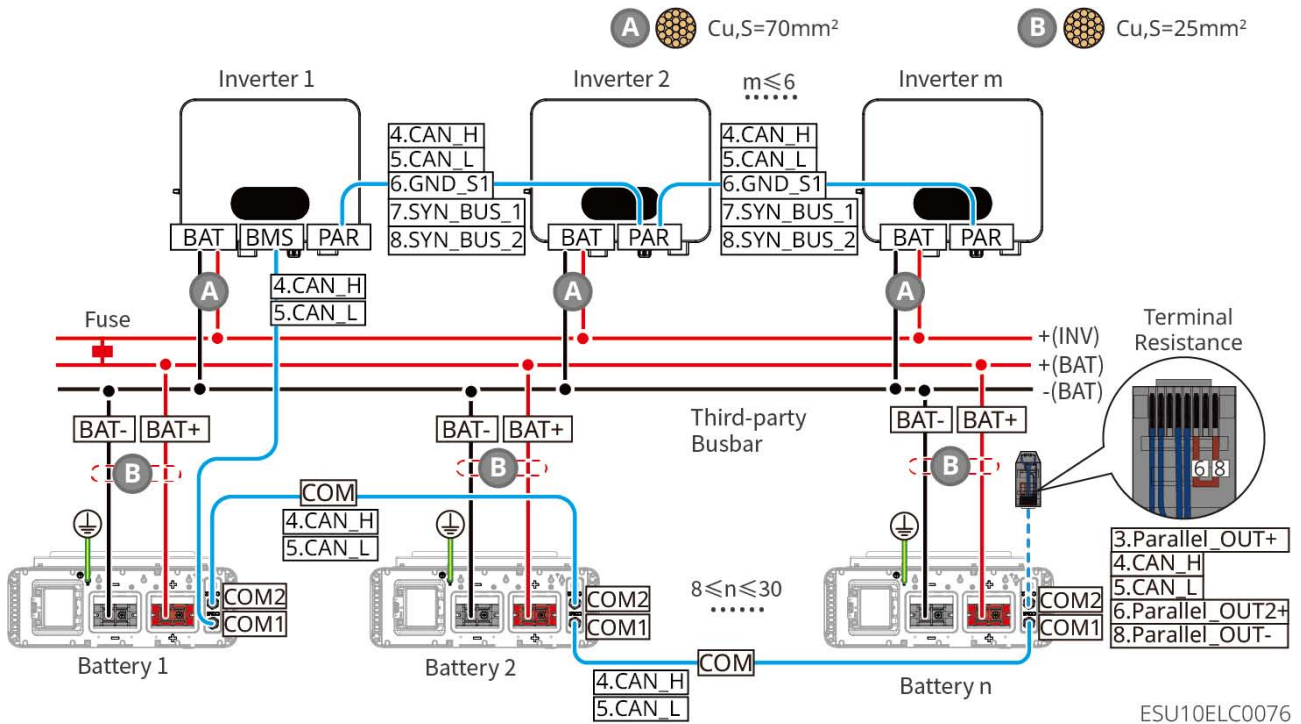 A Cu,S=70mm²
B Cu,S=25mm²
Inverter 1
Inverter 2
m≤6
Inverter m
4.CAN_H
5.CAN_L
6.GND_S1
7.SYN_BUS_1
8.SYN_BUS_2
4.CAN_H
5.CAN_L
6.GND_S1
7.SYN_BUS_1
8.SYN_BUS_2
BAT BMS PAR
BAT PAR
BAT PAR
A
4.CAN_H
5.CAN_L
A
A
Fuse
Terminal
Resistance
+(INV)
+(BAT)
-(BAT)
Third-party
Busbar
BAT- BAT+
BAT- BAT+
BAT- BAT+
B
B
B
6 8
COM
4.CAN_H
5.CAN_L
3.Parallel_OUT+
4.CAN_H
5.CAN_L
6.Parallel_OUT2+
8.Parallel_OUT-
- +
COM2
COM1
- +
COM2
COM1
8≤n≤30
- +
COM2
COM1
Battery 1
Battery 2
COM
4.CAN_H
5.CAN_L
Battery n
ESU10ELC0076